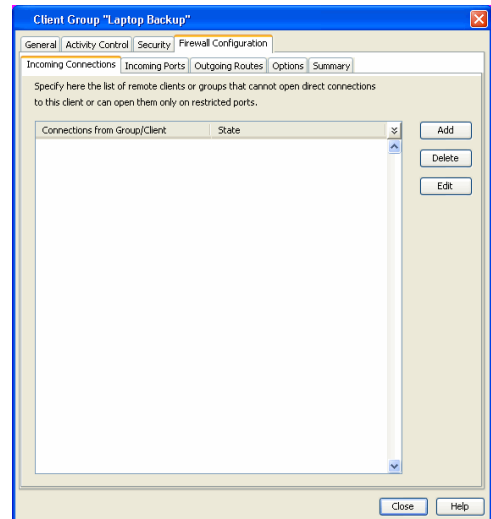 Client Group "Laptop Backup"
General Activity Control Security Firewall Configuration
Incoming Connections Incoming Ports Outgoing Routes Options Summary
Specify here the list of remote clients or groups that cannot open direct connections
to this client or can open them only on restricted ports.
Connections from Group/Client State
Add
Delete
Edit
Close Help